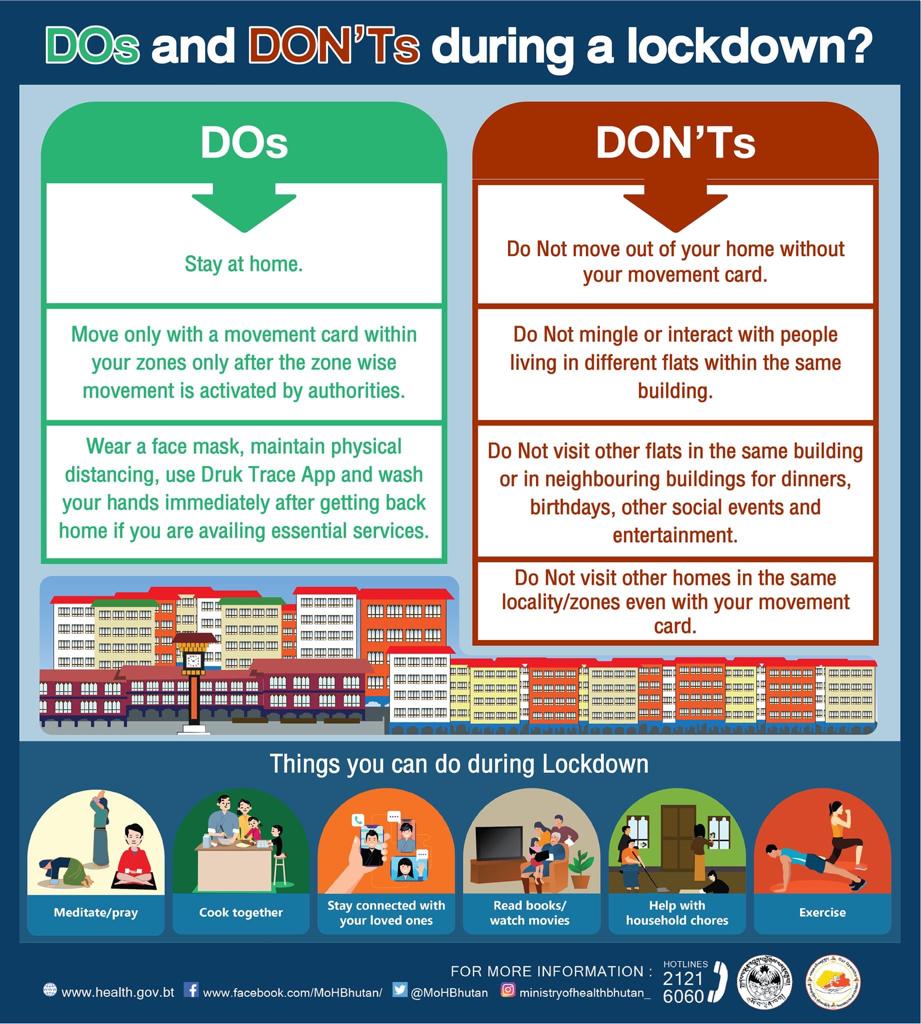 DOs and DON'Ts during a lockdown?
DOs
Stay at home.
Move only with a movement card within
your zones only after the zone wise
movement is activated by authorities.
Wear a face mask, maintain physical
distancing, use Druk Trace App and wash
your hands immediately after getting back
home if you are availing essential services.
DON'Ts
Do Not move out of your home without
your movement card.
Do Not mingle or interact with people
living in different flats within the same
building.
Do Not visit other flats in the same building
or in neighbouring buildings for dinners,
birthdays, other social events and
entertainment.
Do Not visit other homes in the same
locality/zones even with your movement
card.
Things you can do during Lockdown
Meditate/pray
Cook together
Stay connected with
your loved ones
Read books/
watch movies
Help with
household chores
Exercise
FOR MORE INFORMATION :
HOTLINES
2121
6060
www.health.gov.bt
www.facebook.com/MoHBhutan/
@MoHBhutan
ministryofhealthbhutan_